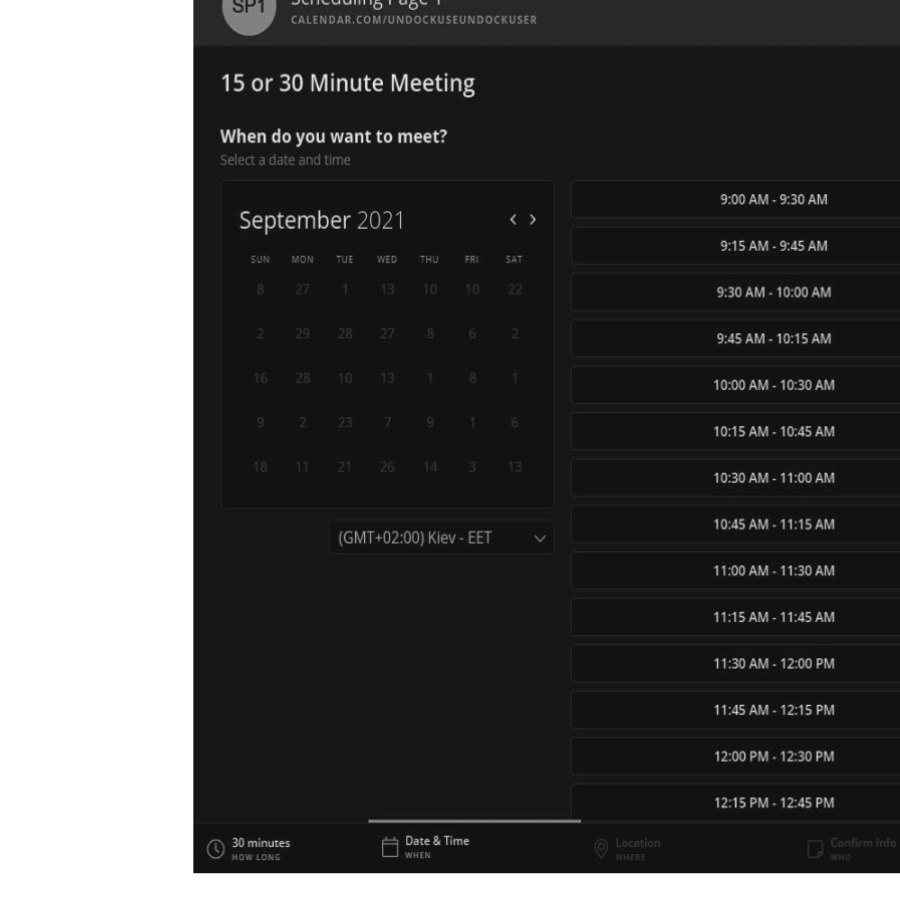 SP1
Scheduling Page 1
CALENDAR.COM/UNDOCKUSEUNDOCKUSER
15 or 30 Minute Meeting
When do you want to meet?
Select a date and time
September 2021
SUN MON TUE WED THU FRI SAT
8 27 1 13 10 10 22
2 29 28 27 8 6 2
16 28 10 13 1 8 1
9 2 23 7 9 1 6
18 11 21 26 14 3 13
(GMT+02:00) Kiev - EET
9:00 AM - 9:30 AM
9:15 AM - 9:45 AM
9:30 AM - 10:00 AM
9:45 AM - 10:15 AM
10:00 AM - 10:30 AM
10:15 AM - 10:45 AM
10:30 AM - 11:00 AM
10:45 AM - 11:15 AM
11:00 AM - 11:30 AM
11:15 AM - 11:45 AM
11:30 AM - 12:00 PM
11:45 AM - 12:15 PM
12:00 PM - 12:30 PM
12:15 PM - 12:45 PM
30 minutes
HOW LONG
Date & Time
WHEN
Location
WHERE
Confirm Info
WHO